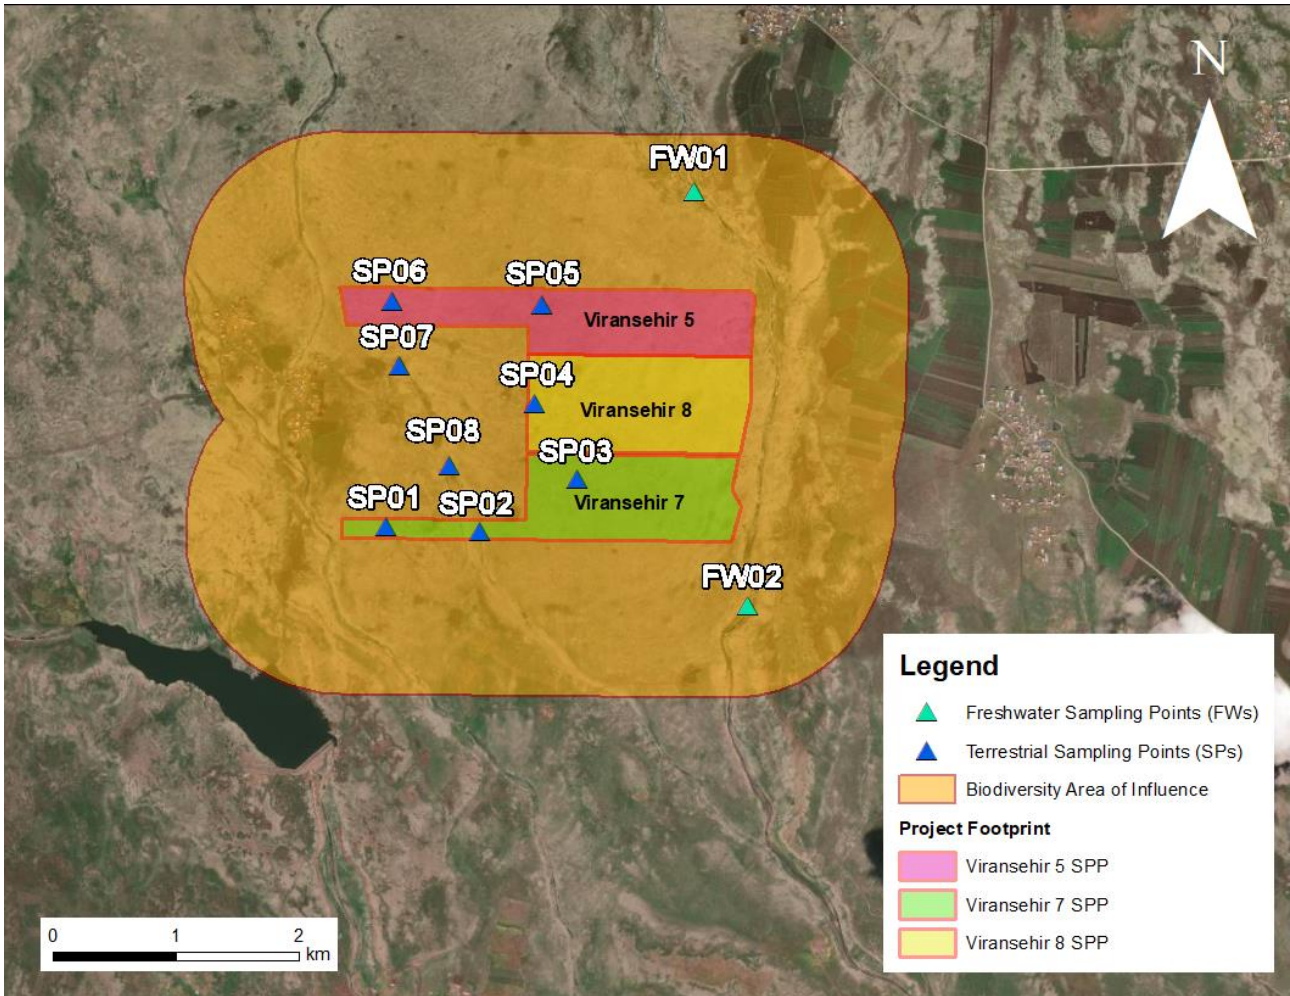 N
FW01
SP06
SP05
Viransehir 5
SP07
SP04
Viransehir 8
SP08
SP03
SP01
SP02
Viransehir 7
FW02
Legend
Freshwater Sampling Points (FWs)
Terrestrial Sampling Points (SPs)
Biodiversity Area of Influence
Project Footprint
Viransehir 5 SPP
Viransehir 7 SPP
Viransehir 8 SPP
0 1 2
km